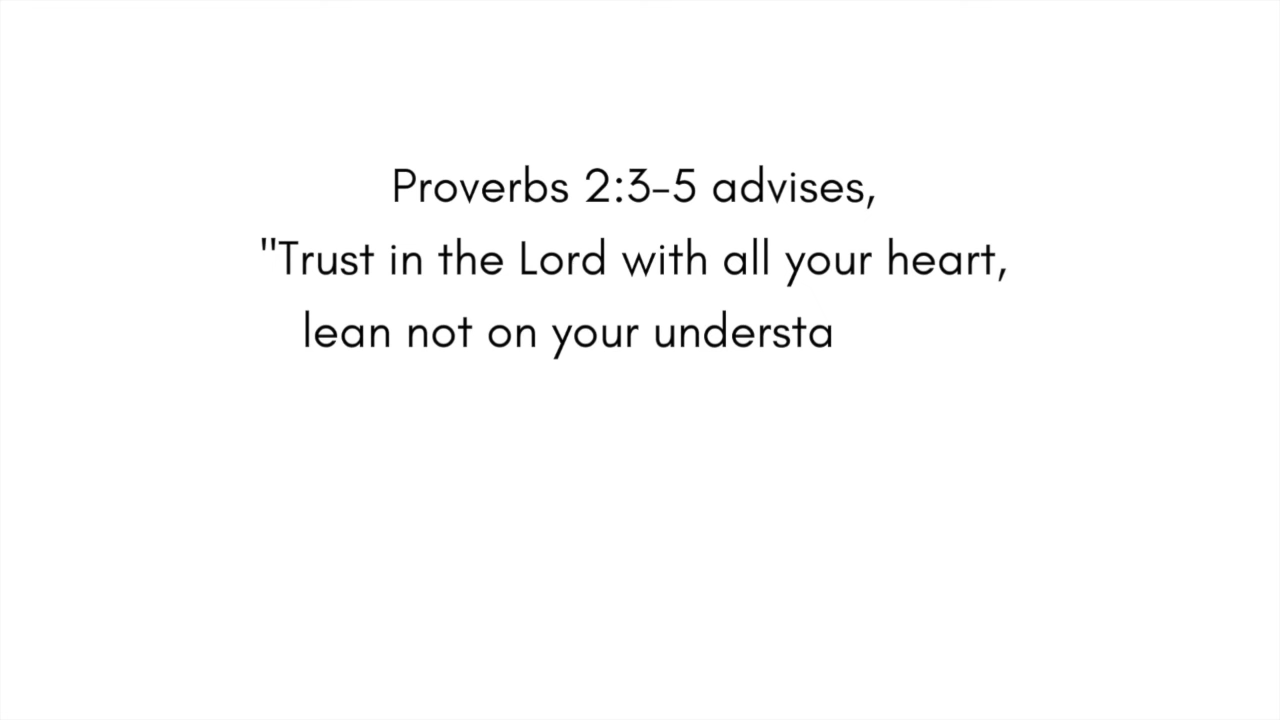 Proverbs 2:3-5 advises,
"Trust in the Lord with all your heart,
lean not on your understa